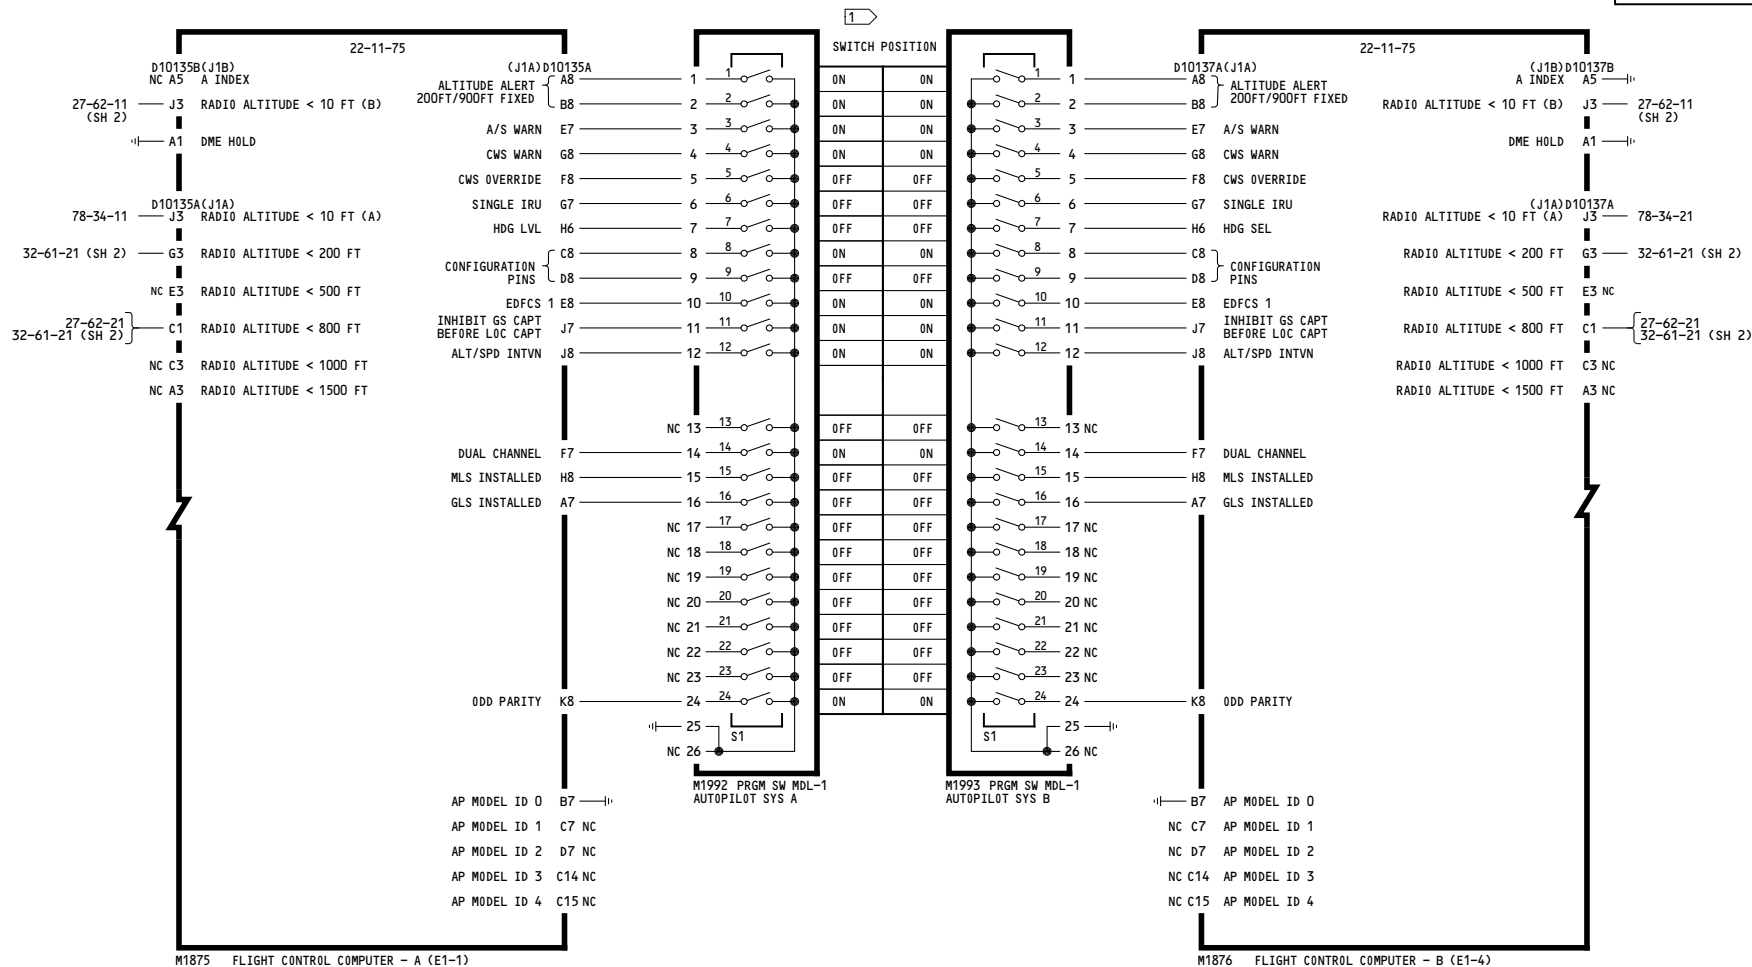 1
22-11-75
SWITCH POSITION
22-11-75
D10135B(J1B)
NC A5 A INDEX
27-62-11 J3 RADIO ALTITUDE < 10 FT (B)
(SH 2)
A1 DME HOLD
D10135A(J1A)
78-34-11 J3 RADIO ALTITUDE < 10 FT (A)
32-61-21 (SH 2) G3 RADIO ALTITUDE < 200 FT
NC E3 RADIO ALTITUDE < 500 FT
27-62-21
32-61-21 (SH 2) C1 RADIO ALTITUDE < 800 FT
NC C3 RADIO ALTITUDE < 1000 FT
NC A3 RADIO ALTITUDE < 1500 FT
(J1A)D10135A
ALTITUDE ALERT
200FT/900FT FIXED
A8 1 1 ON ON 1 1 A8
B8 2 2 ON ON 2 2 B8
A/S WARN E7 3 3 ON ON 3 3 E7 A/S WARN
CWS WARN G8 4 4 ON ON 4 4 G8 CWS WARN
CWS OVERRIDE F8 5 5 OFF OFF 5 5 F8 CWS OVERRIDE
SINGLE IRU G7 6 6 OFF OFF 6 6 G7 SINGLE IRU
HDG LVL H6 7 7 OFF OFF 7 7 H6 HDG SEL
C8 8 8 ON ON 8 8 C8
CONFIGURATION
PINS
D8 9 9 OFF OFF 9 9 D8
CONFIGURATION
PINS
EDFCS 1 E8 10 10 ON ON 10 10 E8 EDFCS 1
INHIBIT GS CAPT
BEFORE LOC CAPT
J7 11 11 ON ON 11 11 J7
INHIBIT GS CAPT
BEFORE LOC CAPT
J8 12 12 ON ON 12 12 J8 ALT/SPD INTVN
ALT/SPD INTVN
NC 13 13 OFF OFF 13 13 NC
DUAL CHANNEL F7 14 14 ON ON 14 14 F7 DUAL CHANNEL
MLS INSTALLED H8 15 15 OFF OFF 15 15 H8 MLS INSTALLED
GLS INSTALLED A7 16 16 OFF OFF 16 16 A7 GLS INSTALLED
NC 17 17 OFF OFF 17 17 NC
NC 18 18 OFF OFF 18 18 NC
NC 19 19 OFF OFF 19 19 NC
NC 20 20 OFF OFF 20 20 NC
NC 21 21 OFF OFF 21 21 NC
NC 22 22 OFF OFF 22 22 NC
NC 23 23 OFF OFF 23 23 NC
ODD PARITY K8 24 24 ON ON 24 24 K8 ODD PARITY
25 S1 S1 25
NC 26 26 NC
M1992 PRGM SW MDL-1
AUTOPILOT SYS A
M1993 PRGM SW MDL-1
AUTOPILOT SYS B
D10137A(J1A)
ALTITUDE ALERT
200FT/900FT FIXED
(J1B)D10137B
A INDEX A5
RADIO ALTITUDE < 10 FT (B) J3 27-62-11
(SH 2)
DME HOLD A1
(J1A)D10137A
RADIO ALTITUDE < 10 FT (A) J3 78-34-21
RADIO ALTITUDE < 200 FT G3 32-61-21 (SH 2)
RADIO ALTITUDE < 500 FT E3 NC
RADIO ALTITUDE < 800 FT C1 27-62-21
32-61-21 (SH 2)
RADIO ALTITUDE < 1000 FT C3 NC
RADIO ALTITUDE < 1500 FT A3 NC
AP MODEL ID 0 B7
AP MODEL ID 1 C7 NC
AP MODEL ID 2 D7 NC
AP MODEL ID 3 C14 NC
AP MODEL ID 4 C15 NC
B7 AP MODEL ID 0
NC C7 AP MODEL ID 1
NC D7 AP MODEL ID 2
NC C14 AP MODEL ID 3
NC C15 AP MODEL ID 4
M1875 FLIGHT CONTROL COMPUTER - A (E1-1)
M1876 FLIGHT CONTROL COMPUTER - B (E1-4)